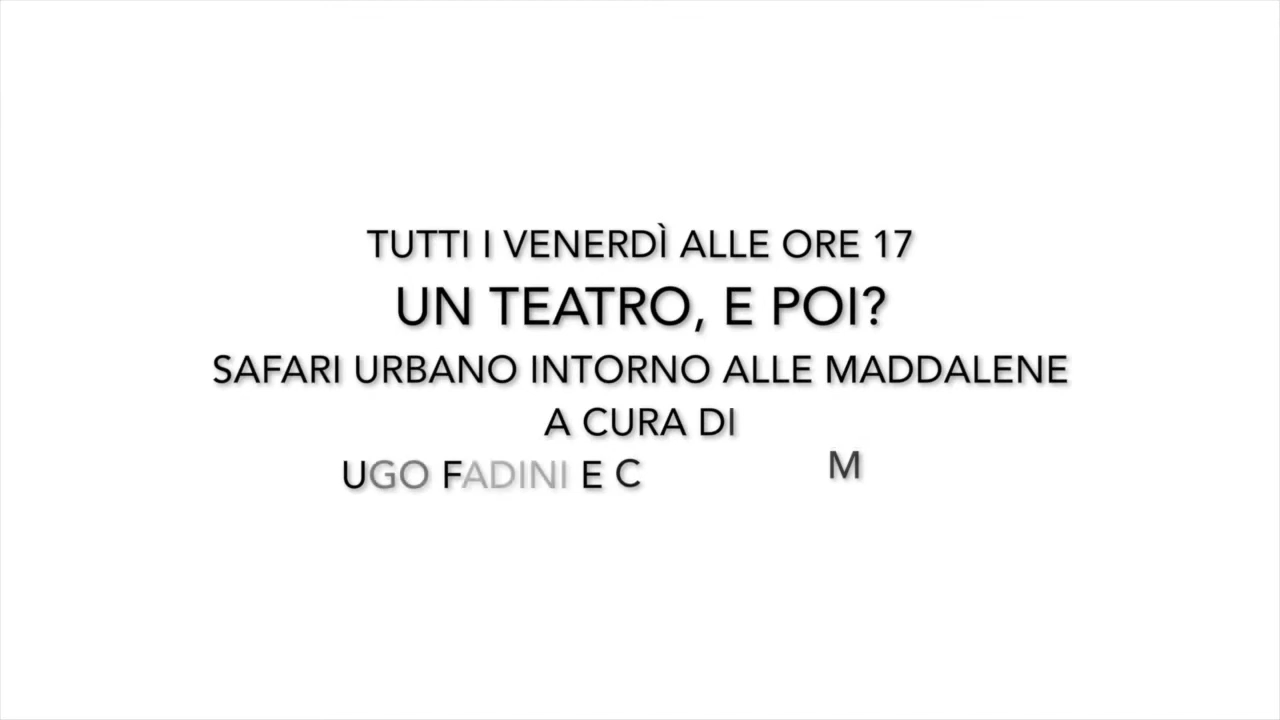 TUTTI I VENERDÌ ALLE ORE 17
UN TEATRO, E POI?
SAFARI URBANO INTORNO ALLE MADDALENE
A CURA DI
UGO FADINI E C M